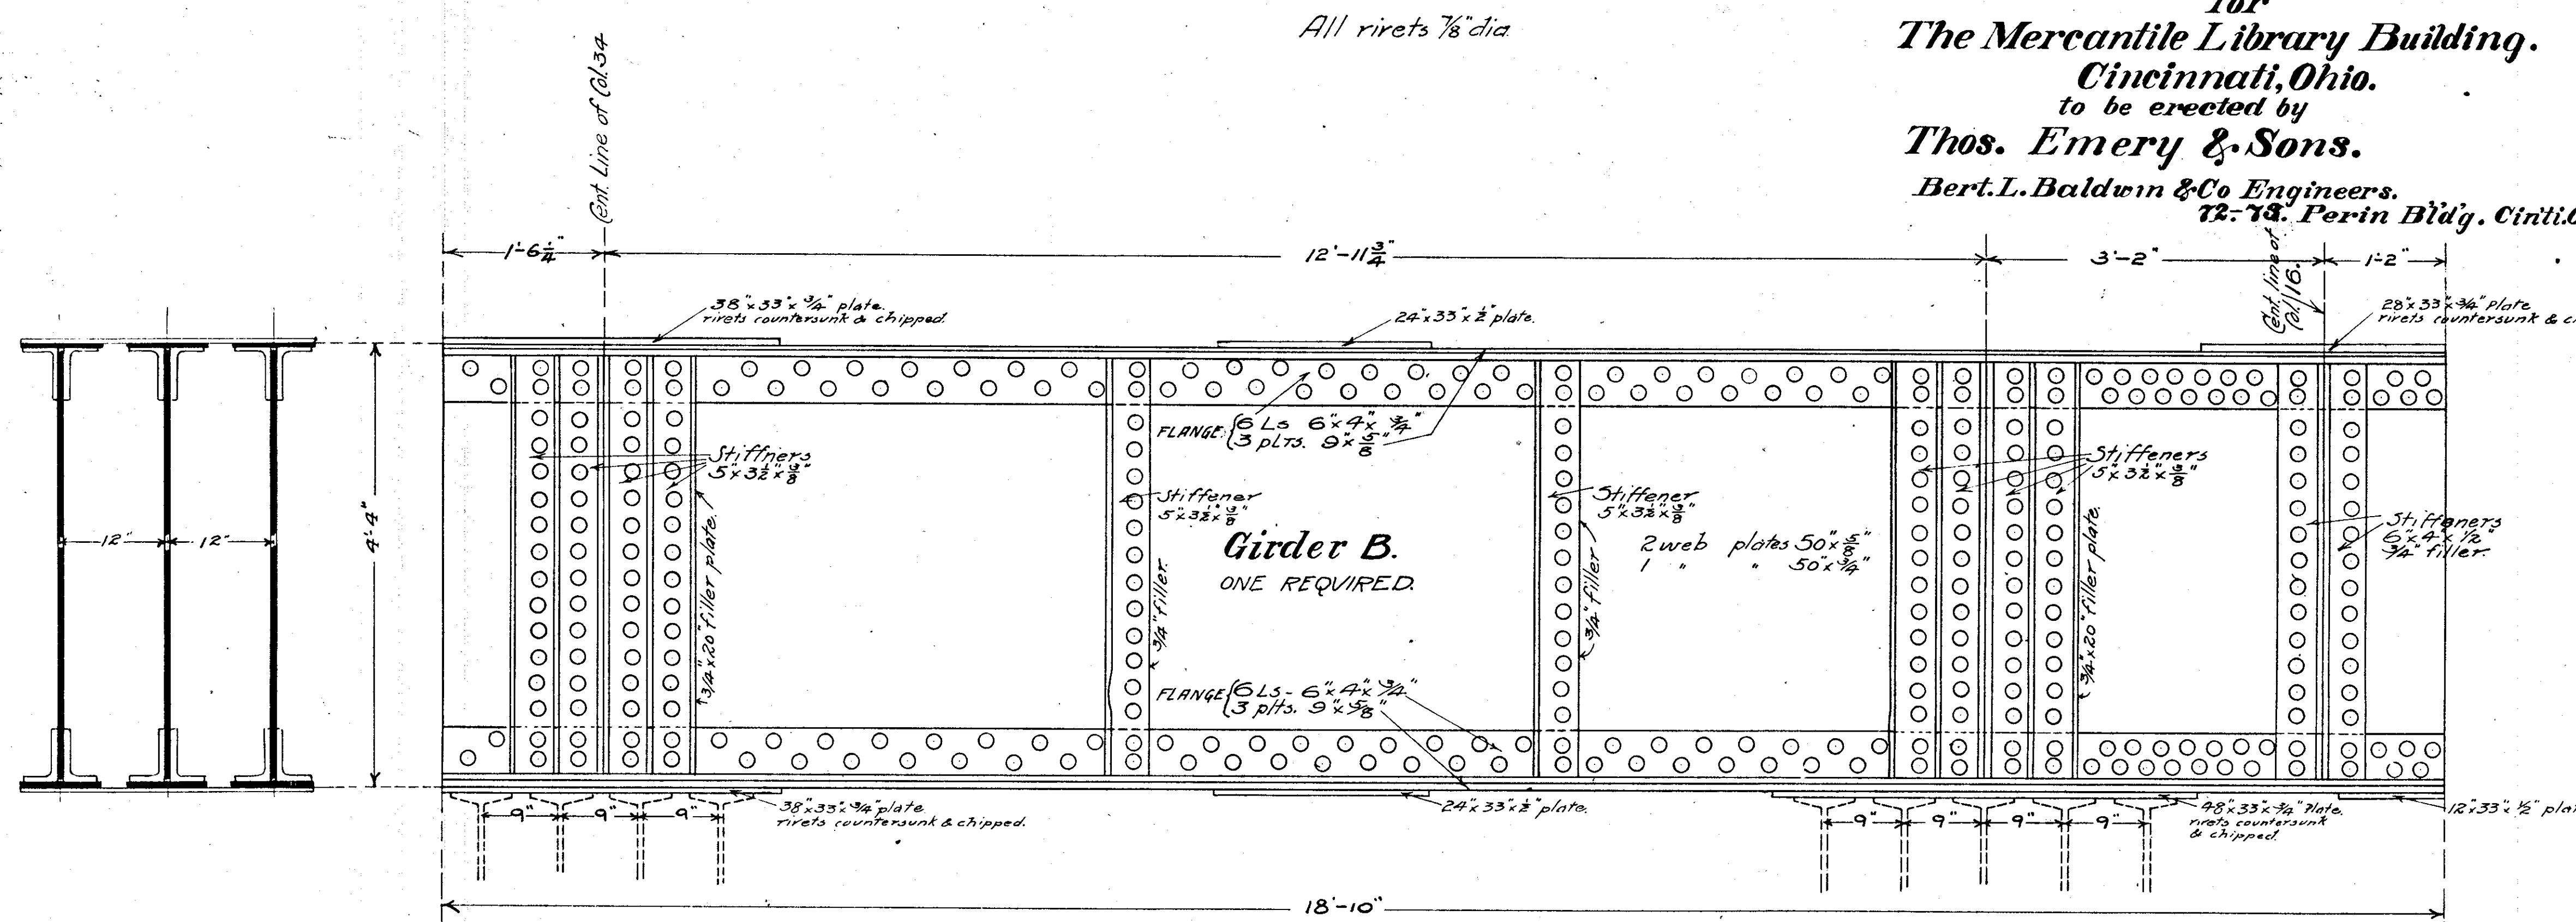 All rivets 7/8" dia.
for
The Mercantile Library Building.
Cincinnati, Ohio.
to be erected by
Thos. Emery & Sons.
Bert. L. Baldwin & Co Engineers.
Perin Bl'd'g. Cin'ti.
Cent. Line of Col. 34
1'-6 1/4"
12'-11 3/4"
3'-2"
1'-2"
Cent. line of
Col. 16.
38"x33"x3/4" plate.
rivets countersunk & chipped.
24"x33"x1/2" plate.
28"x33"x3/4" Plate
rivets countersunk &
FLANGE {6 Ls 6"x4"x3/4"
3 PLTS. 9"x5/8"
Stiffners
5"x3 1/2"x3/8"
Stiffener
5"x3 1/2"x3/8"
Stiffener
5"x3 1/2"x3/8"
Stiffeners
5"x3 1/2"x3/8"
Stiffeners
6"x4"x1/2"
3/4" filler.
12"
12"
4'-4"
3/4"x20" filler plate.
3/4" filler.
Girder B.
ONE REQUIRED.
3/4" filler
2 web plates 50"x5/8"
1 " " 50"x3/4"
3/4"x20" filler plate.
FLANGE {6 Ls - 6"x4"x3/4"
3 plts. 9"x5/8"
9"
9"
9"
38"x33"x3/4" plate
rivets countersunk & chipped.
24"x33"x1/2" plate.
9"
9"
9"
9"
48"x33"x3/4" Plate.
rivets countersunk
& chipped.
12"x33"x1/2"
18'-10"